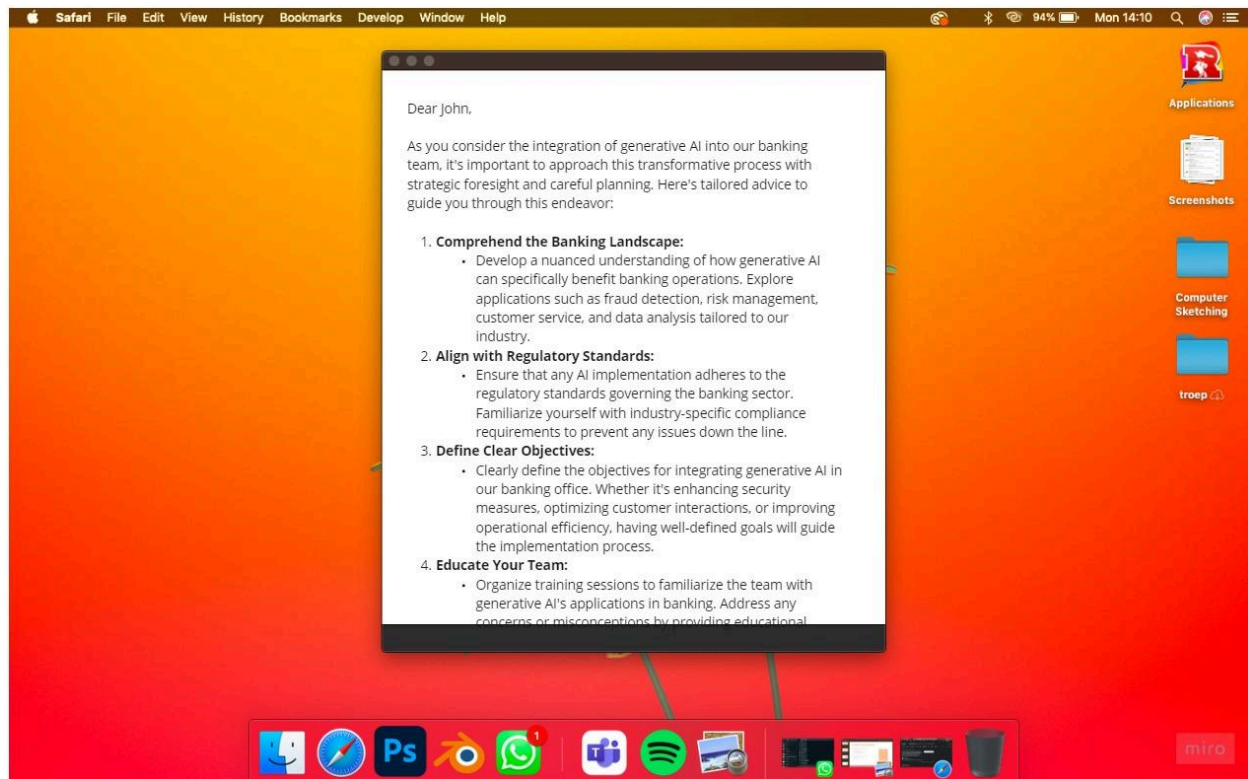 Safari File Edit View History Bookmarks Develop Window Help 94% Mon 14:10
Applications
Screenshots
Computer
Sketching
troep
Dear John,
As you consider the integration of generative AI into our banking
team, it's important to approach this transformative process with
strategic foresight and careful planning. Here's tailored advice to
guide you through this endeavor:
1. Comprehend the Banking Landscape:
• Develop a nuanced understanding of how generative AI
can specifically benefit banking operations. Explore
applications such as fraud detection, risk management,
customer service, and data analysis tailored to our
industry.
2. Align with Regulatory Standards:
• Ensure that any AI implementation adheres to the
regulatory standards governing the banking sector.
Familiarize yourself with industry-specific compliance
requirements to prevent any issues down the line.
3. Define Clear Objectives:
• Clearly define the objectives for integrating generative AI in
our banking office. Whether it's enhancing security
measures, optimizing customer interactions, or improving
operational efficiency, having well-defined goals will guide
the implementation process.
4. Educate Your Team:
• Organize training sessions to familiarize the team with
generative AI's applications in banking. Address any
concerns or misconceptions by providing educational
Ps
1
miro